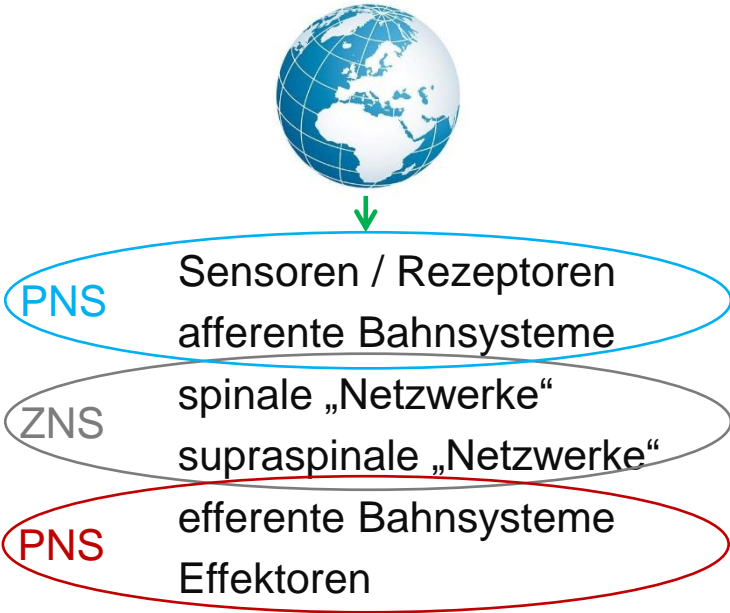 PNS
Sensoren / Rezeptoren
afferente Bahnsysteme
ZNS
spinale „Netzwerke“
supraspinale „Netzwerke“
PNS
efferente Bahnsysteme
Effektoren